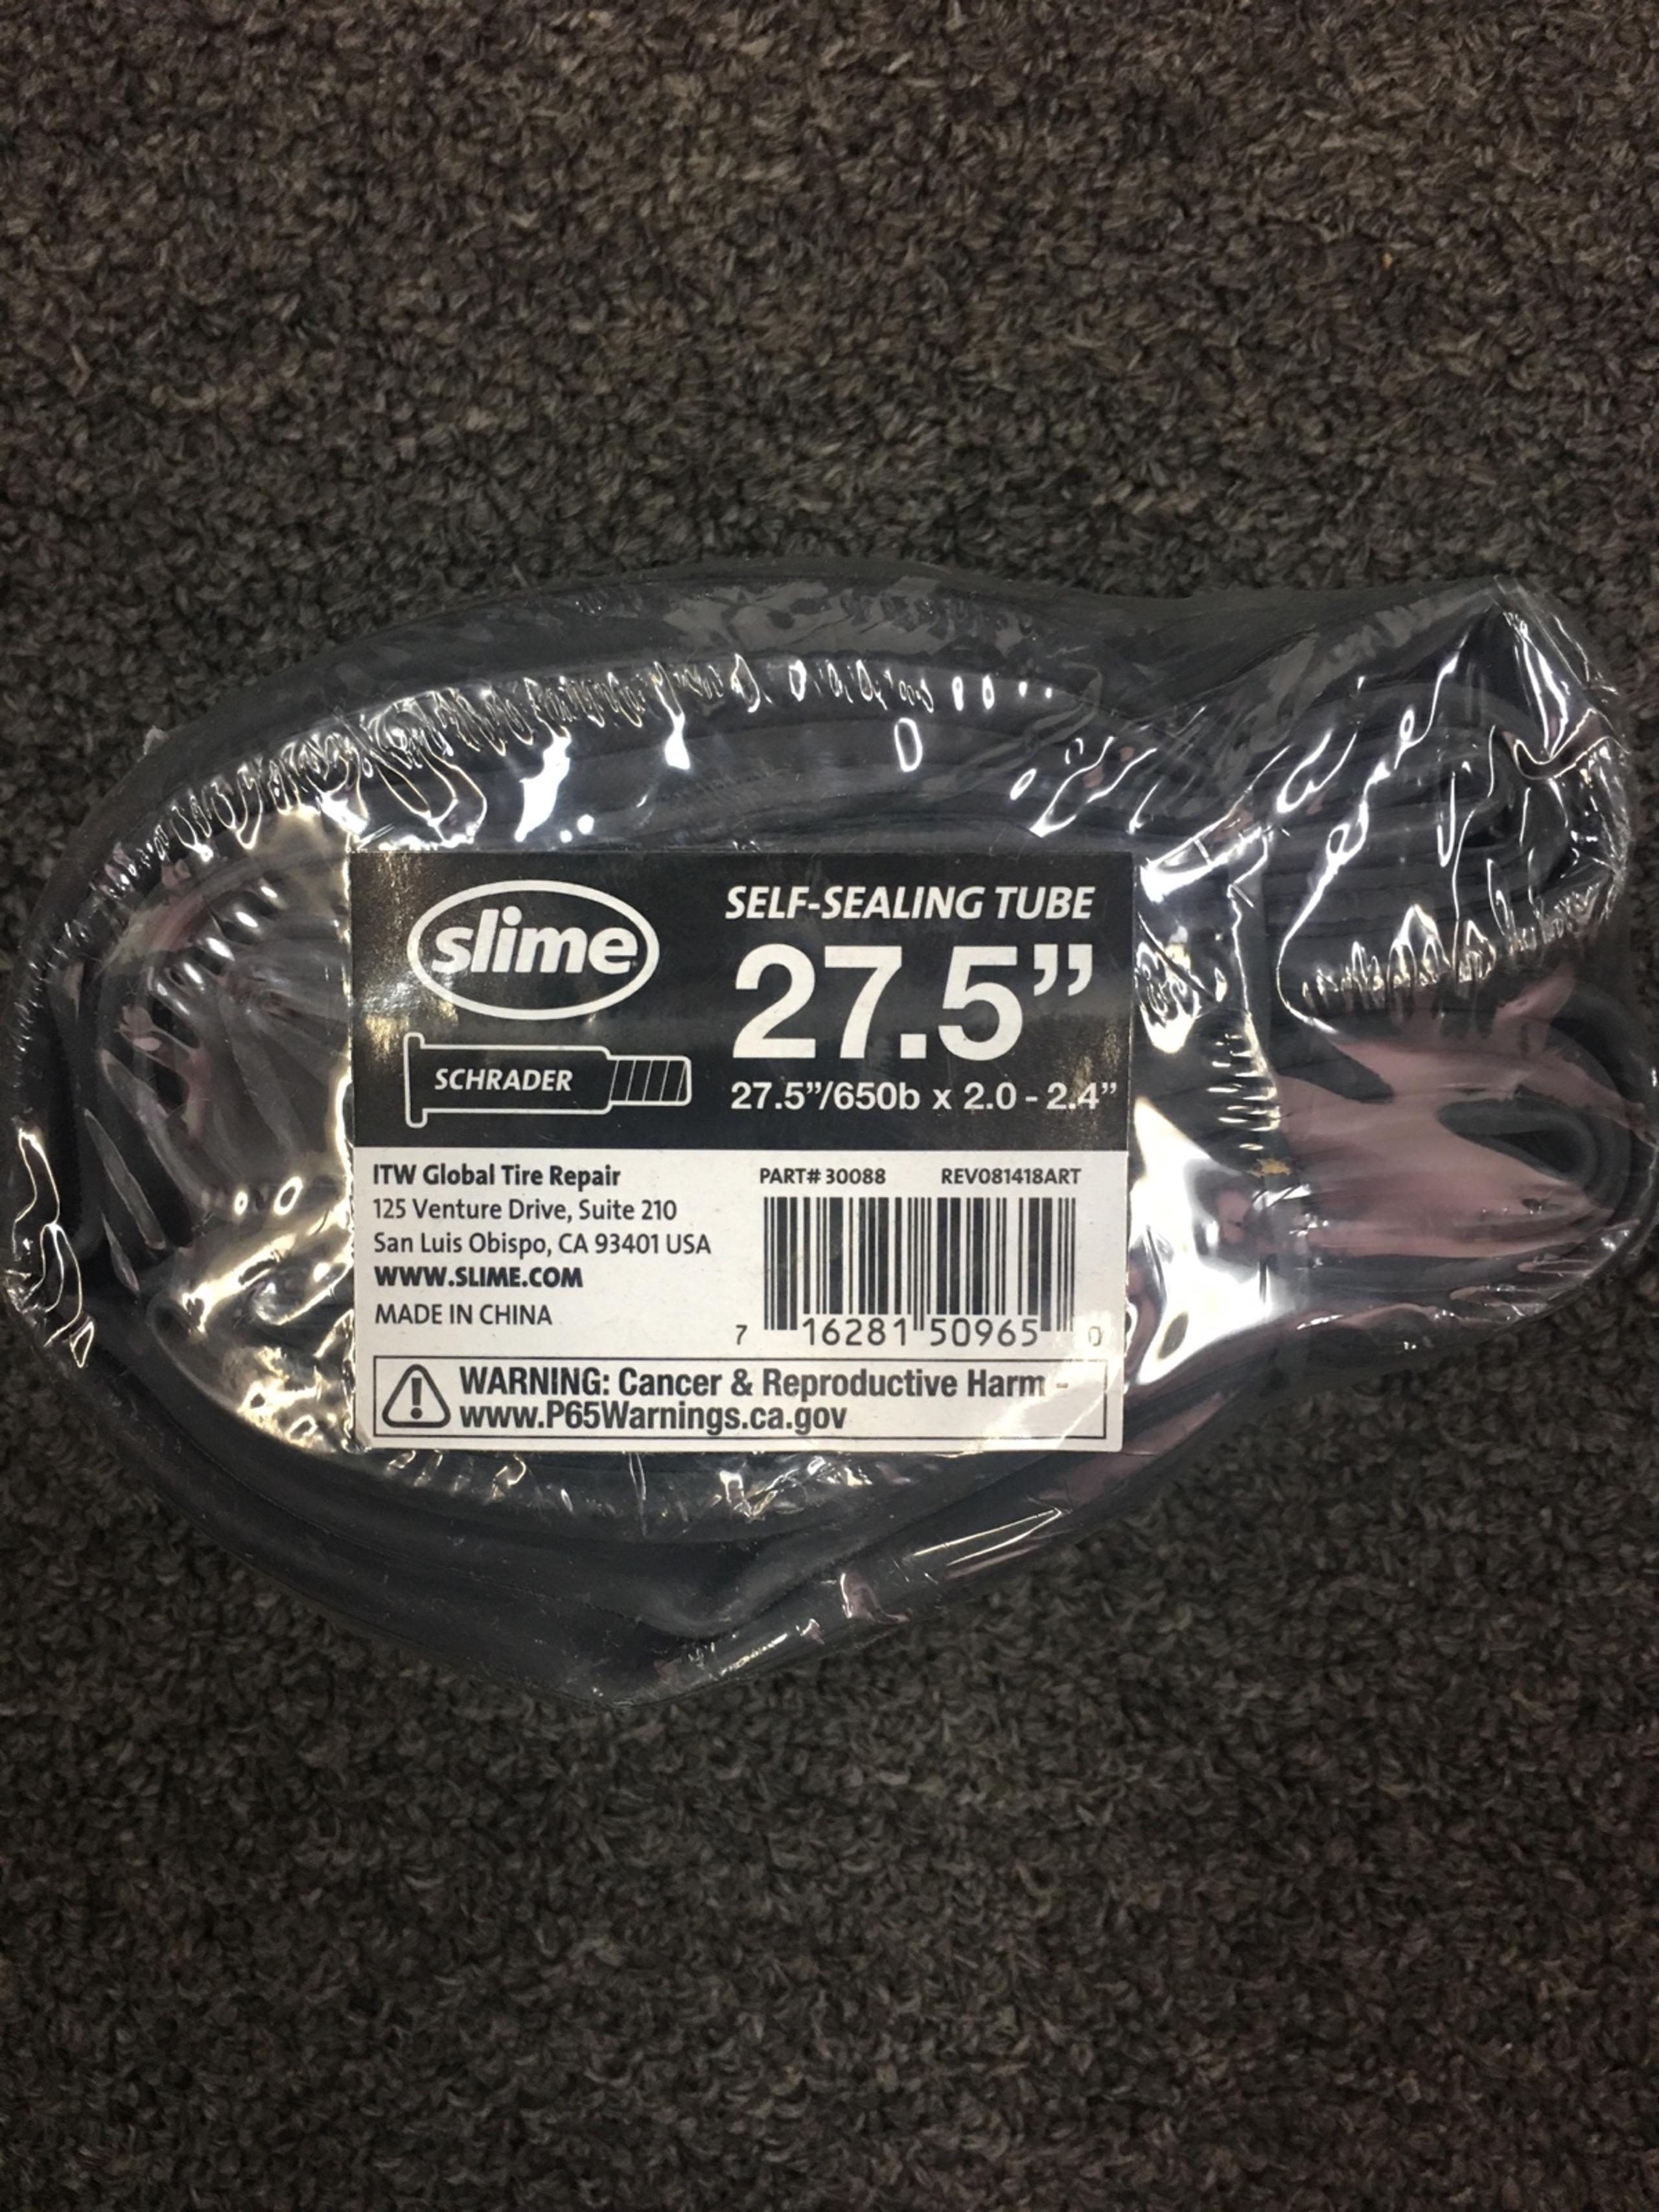 slime
SELF-SEALING TUBE
27.5”
SCHRADER
27.5”/650b x 2.0 - 2.4”
ITW Global Tire Repair
125 Venture Drive, Suite 210
San Luis Obispo, CA 93401 USA
WWW.SLIME.COM
MADE IN CHINA
PART# 30088 REV081418ART
7 16281 50965 0
WARNING: Cancer & Reproductive Harm -
www.P65Warnings.ca.gov